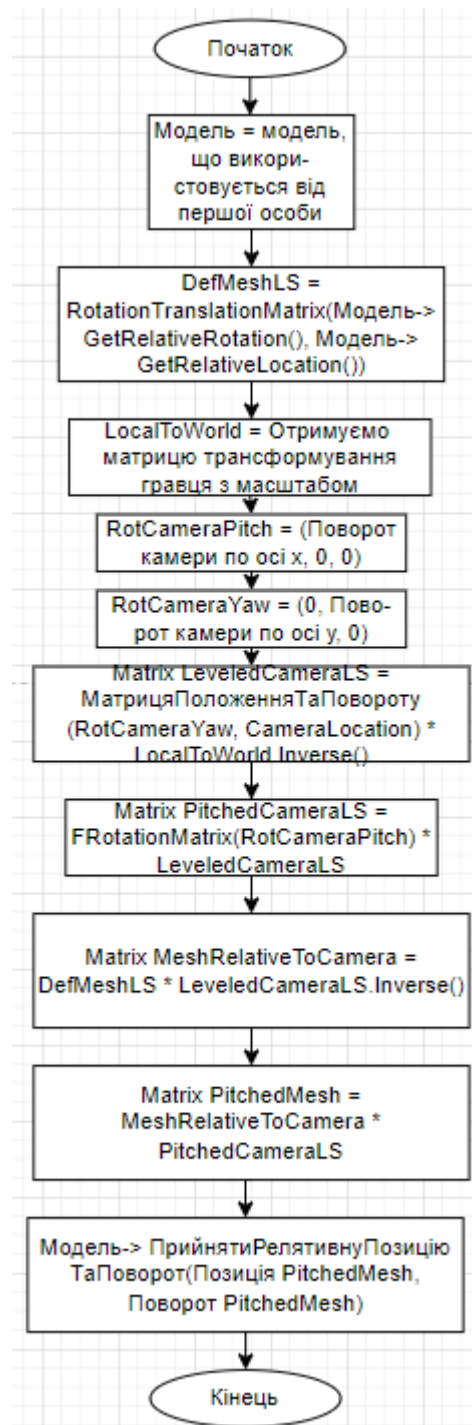 Початок
Модель = модель,
що викори-
стовується від
першої особи
DefMeshLS =
RotationTranslationMatrix(Модель->
GetRelativeRotation(), Модель->
GetRelativeLocation())
LocalToWorld = Отримуємо
матрицю трансформування
гравця з масштабом
RotCameraPitch = (Поворот
камери по осі x, 0, 0)
RotCameraYaw = (0, Пово-
рот камери по осі y, 0)
Matrix LeveledCameraLS =
МатрицяПоложенняТаПовороту
(RotCameraYaw, CameraLocation) *
LocalToWorld.Inverse()
Matrix PitchedCameraLS =
FRotationMatrix(RotCameraPitch) *
LeveledCameraLS
Matrix MeshRelativeToCamera =
DefMeshLS * LeveledCameraLS.Inverse()
Matrix PitchedMesh =
MeshRelativeToCamera *
PitchedCameraLS
Модель-> ПрийнятиРелятивнуПозицію
ТаПоворот(Позиція PitchedMesh,
Поворот PitchedMesh)
Кінець